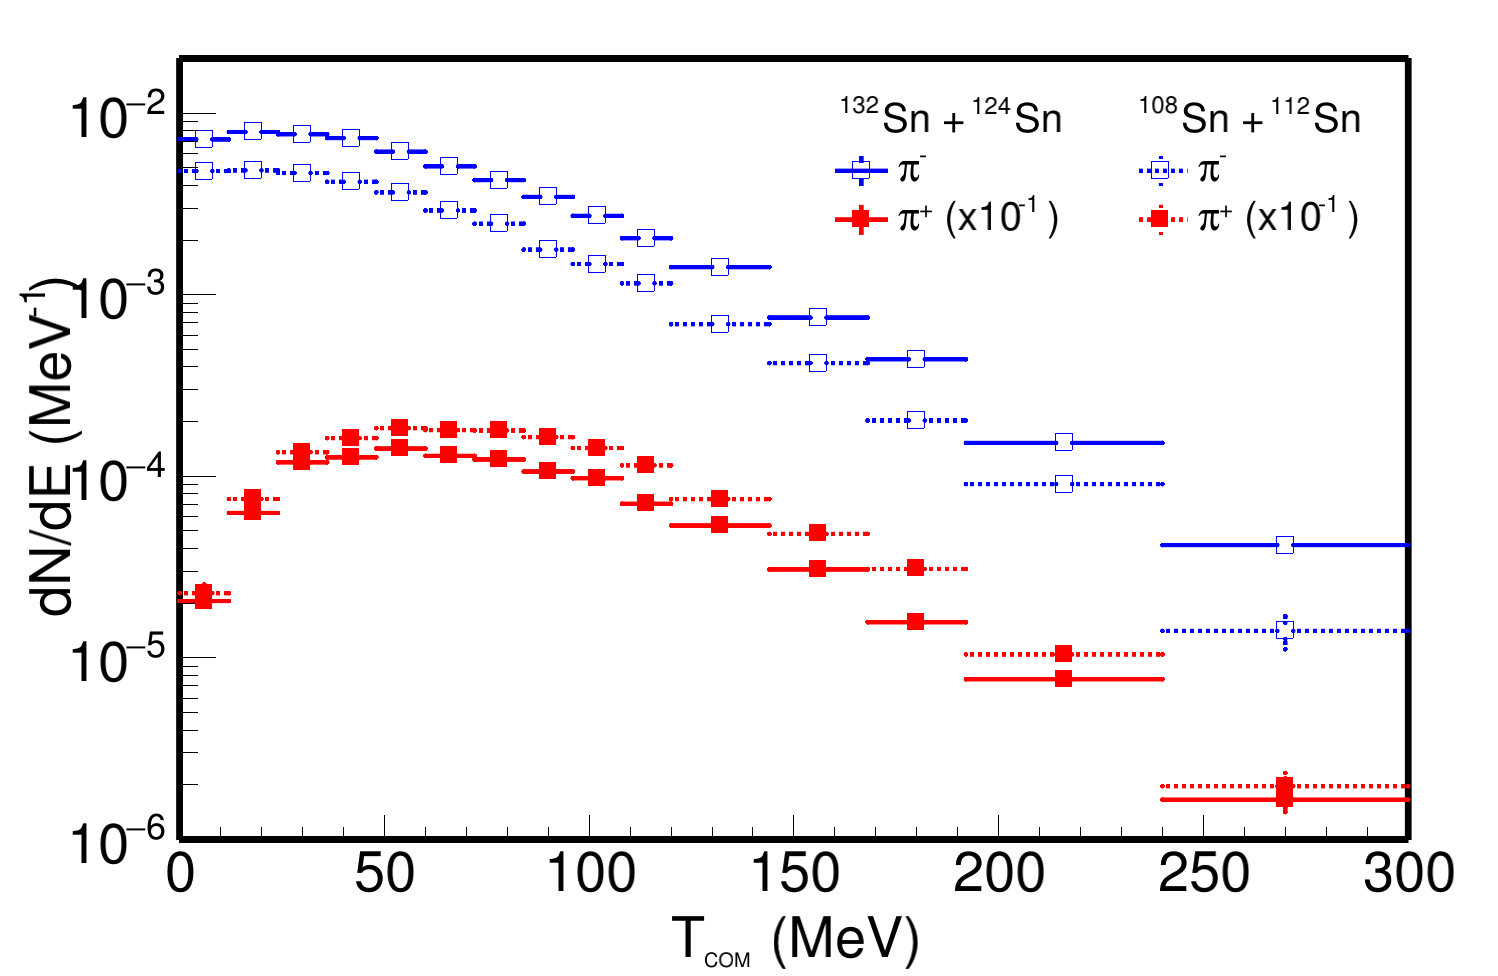 ¹³²Sn + ¹²⁴Sn
¹⁰⁸Sn + ¹¹²Sn
π⁻
π⁻
π⁺ (x10⁻¹ )
π⁺ (x10⁻¹ )
10⁻²
10⁻³
10⁻⁴
10⁻⁵
10⁻⁶
dN/dE (MeV⁻¹)
0 50 100 150 200 250 300
T_COM (MeV)